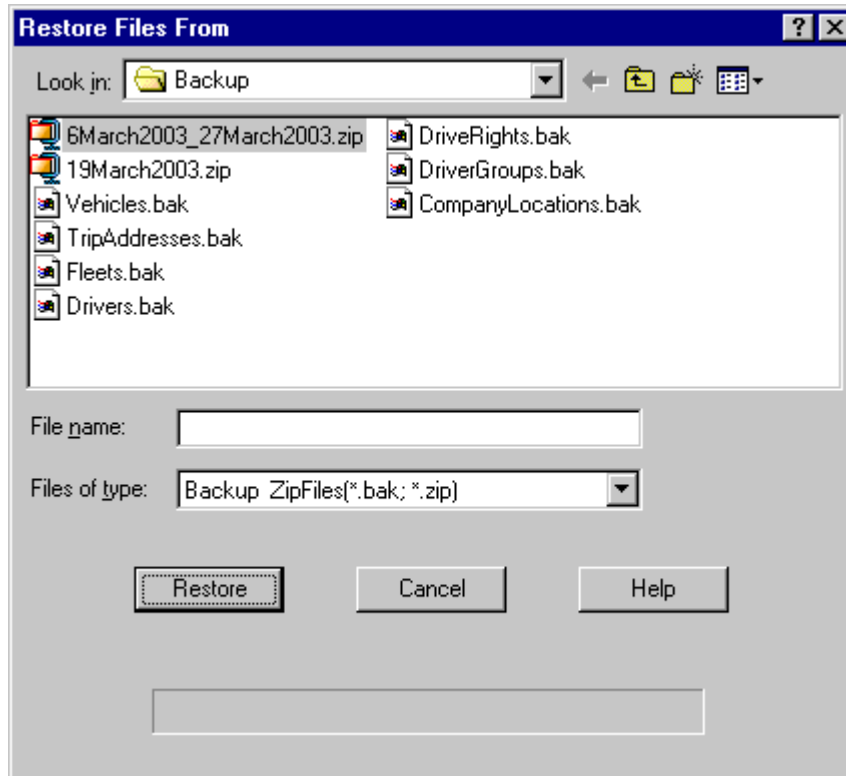 Restore Files From
Look in: Backup
6March2003_27March2003.zip
19March2003.zip
Vehicles.bak
TripAddresses.bak
Fleets.bak
Drivers.bak
DriveRights.bak
DriverGroups.bak
CompanyLocations.bak
File name:
Files of type: Backup ZipFiles(*.bak; *.zip)
Restore Cancel Help